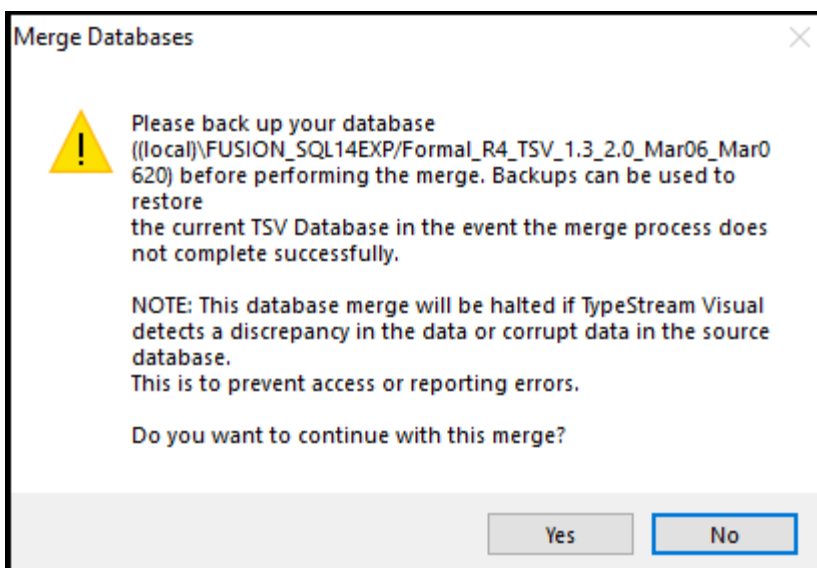 Merge Databases
Please back up your database
((local)\FUSION_SQL14EXP/Formal_R4_TSV_1.3_2.0_Mar06_Mar0
620) before performing the merge. Backups can be used to
restore
the current TSV Database in the event the merge process does
not complete successfully.
NOTE: This database merge will be halted if TypeStream Visual
detects a discrepancy in the data or corrupt data in the source
database.
This is to prevent access or reporting errors.
Do you want to continue with this merge?
Yes No